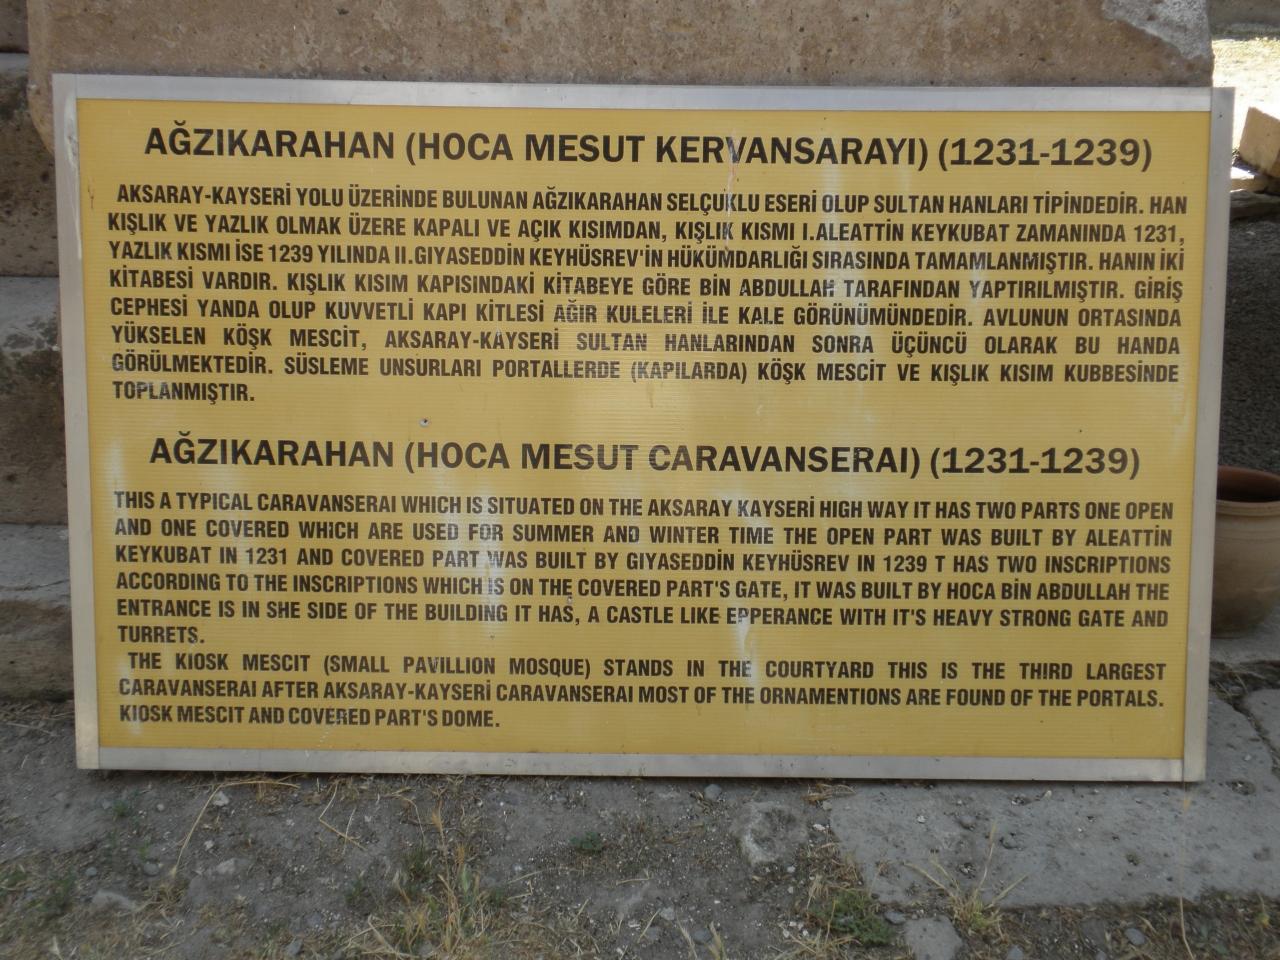 AĞZIKARAHAN (HOCA MESUT KERVANSARAYI) (1231-1239)
AKSARAY-KAYSERİ YOLU ÜZERİNDE BULUNAN AĞZIKARAHAN SELÇUKLU ESERİ OLUP SULTAN HANLARI TİPİNDEDİR. HAN
KIŞLIK VE YAZLIK OLMAK ÜZERE KAPALI VE AÇIK KISIMDAN, KIŞLIK KISMI I.ALEATTİN KEYKUBAT ZAMANINDA 1231,
YAZLIK KISMI İSE 1239 YILINDA II.GIYASEDDİN KEYHÜSREV'İN HÜKÜMDARLIĞI SIRASINDA TAMAMLANMIŞTIR. HANIN İKİ
KİTABESİ VARDIR. KIŞLIK KISIM KAPISINDAKİ KİTABEYE GÖRE BİN ABDULLAH TARAFINDAN YAPTIRILMIŞTIR. GİRİŞ
CEPHESİ YANDA OLUP KUVVETLİ KAPI KİTLESİ AĞIR KULELERİ İLE KALE GÖRÜNÜMÜNDEDİR. AVLUNUN ORTASINDA
YÜKSELEN KÖŞK MESCİT, AKSARAY-KAYSERİ SULTAN HANLARINDAN SONRA ÜÇÜNCÜ OLARAK BU HANDA
GÖRÜLMEKTEDİR. SÜSLEME UNSURLARI PORTALLERDE (KAPILARDA) KÖŞK MESCİT VE KIŞLIK KISIM KUBBESİNDE
TOPLANMIŞTIR.
AĞZIKARAHAN (HOCA MESUT CARAVANSERAI) (1231-1239)
THIS A TYPICAL CARAVANSERAI WHICH IS SITUATED ON THE AKSARAY KAYSERİ HIGH WAY IT HAS TWO PARTS ONE OPEN
AND ONE COVERED WHICH ARE USED FOR SUMMER AND WINTER TIME THE OPEN PART WAS BUILT BY ALEATTİN
KEYKUBAT IN 1231 AND COVERED PART WAS BUILT BY GIYASEDDİN KEYHÜSREV IN 1239 T HAS TWO INSCRIPTIONS
ACCORDING TO THE INSCRIPTIONS WHICH IS ON THE COVERED PART'S GATE, IT WAS BUILT BY HOCA BİN ABDULLAH THE
ENTRANCE IS IN SHE SIDE OF THE BUILDING IT HAS, A CASTLE LIKE EPPERANCE WITH IT'S HEAVY STRONG GATE AND
TURRETS.
THE KIOSK MESCIT (SMALL PAVILLION MOSQUE) STANDS IN THE COURTYARD THIS IS THE THIRD LARGEST
CARAVANSERAI AFTER AKSARAY-KAYSERİ CARAVANSERAI MOST OF THE ORNAMENTIONS ARE FOUND OF THE PORTALS.
KIOSK MESCIT AND COVERED PART'S DOME.